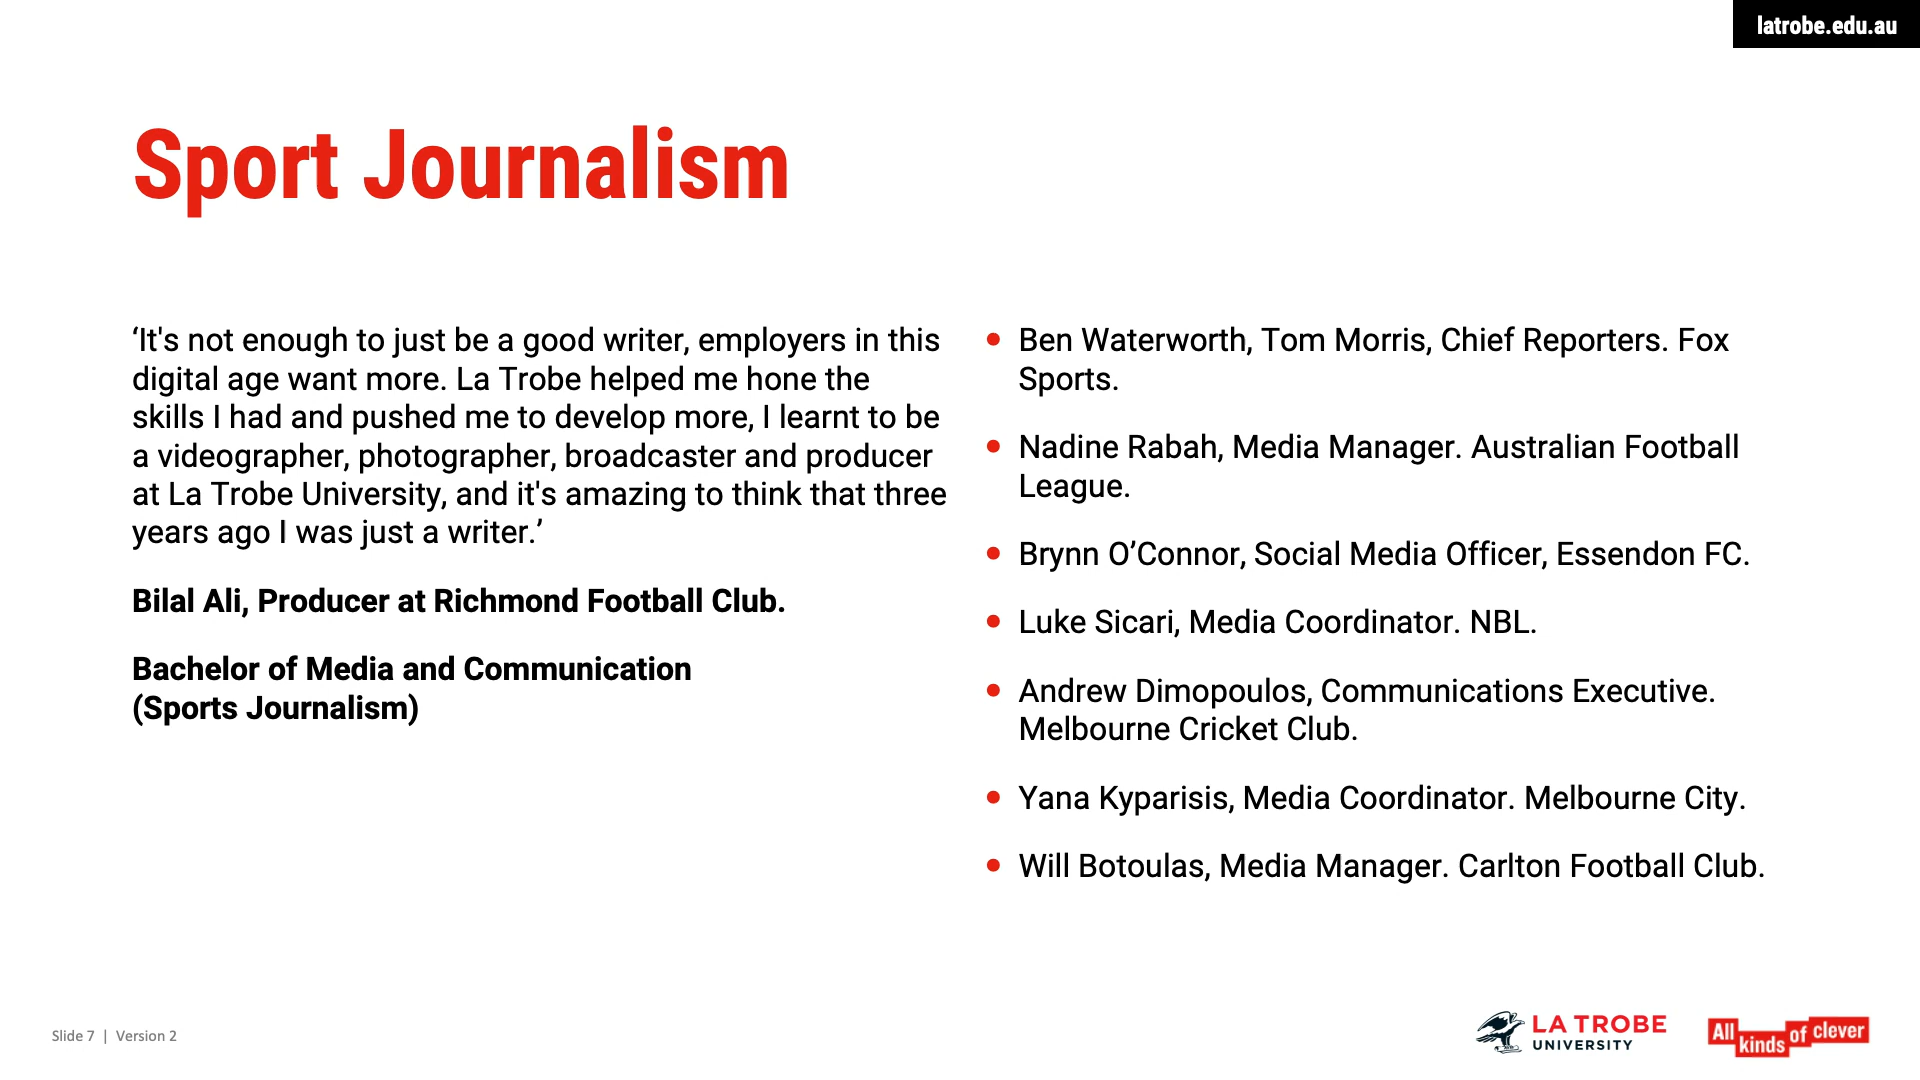 latrobe.edu.au
Sport Journalism
‘It's not enough to just be a good writer, employers in this
digital age want more. La Trobe helped me hone the
skills I had and pushed me to develop more, I learnt to be
a videographer, photographer, broadcaster and producer
at La Trobe University, and it's amazing to think that three
years ago I was just a writer.’
Bilal Ali, Producer at Richmond Football Club.
Bachelor of Media and Communication
(Sports Journalism)
• Ben Waterworth, Tom Morris, Chief Reporters. Fox
Sports.
• Nadine Rabah, Media Manager. Australian Football
League.
• Brynn O’Connor, Social Media Officer, Essendon FC.
• Luke Sicari, Media Coordinator. NBL.
• Andrew Dimopoulos, Communications Executive.
Melbourne Cricket Club.
• Yana Kyparisis, Media Coordinator. Melbourne City.
• Will Botoulas, Media Manager. Carlton Football Club.
Slide 7 | Version 2
LA TROBE
UNIVERSITY
All kinds of clever